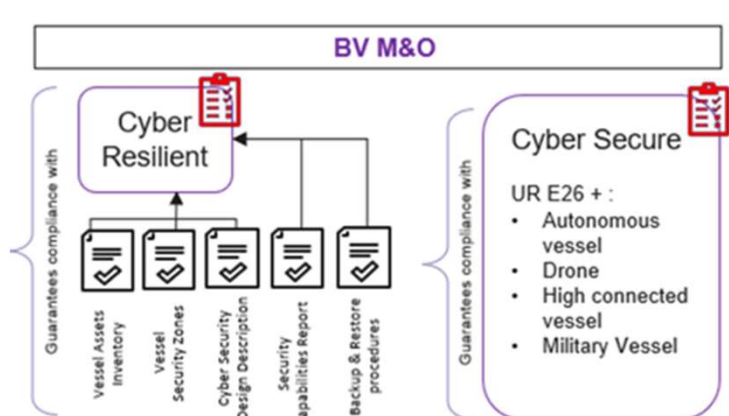 BV M&O
Guarantees compliance with
Cyber
Resilient
Vessel Assets
Inventory
Vessel
Security Zones
Cyber Security
Design Description
Security
apabilities Report
Backup & Restore
procedures
Guarantees compliance with
Cyber Secure
UR E26 + :
• Autonomous
vessel
• Drone
• High connected
vessel
• Military Vessel